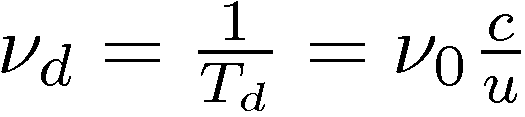 ν_d = 1/T_d = ν_0 c/u